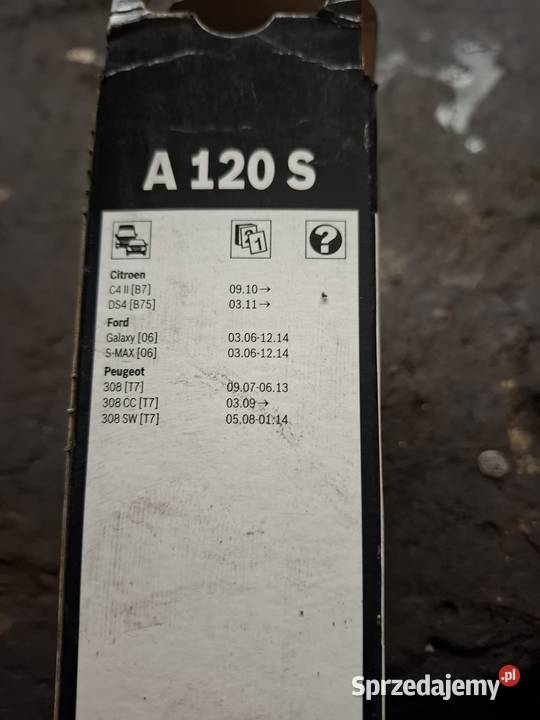 A 120 S
Citroen
C4 II [B7] 09.10→
DS4 [B75] 03.11→
Ford
Galaxy [06] 03.06-12.14
S-MAX [06] 03.06-12.14
Peugeot
308 [T7] 09.07-06.13
308 CC [T7] 03.09→
308 SW [T7] 05.08-01.14
Sprzedajemy.pl